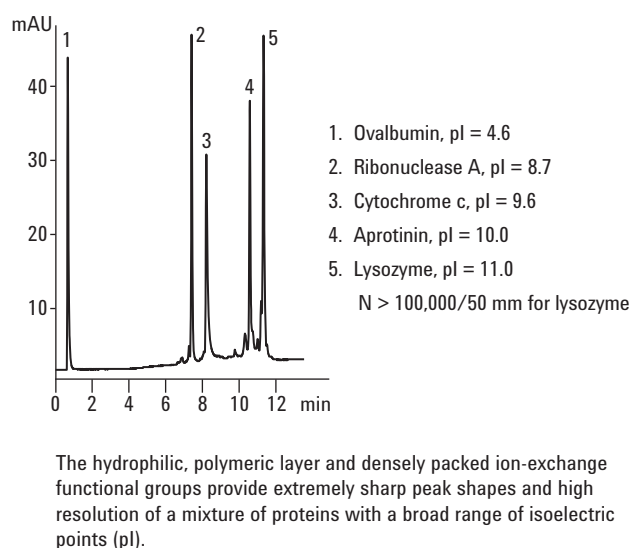 mAU
1
2
5
40
4
30
3
20
10
0 2 4 6 8 10 12 min
1. Ovalbumin, pI = 4.6
2. Ribonuclease A, pI = 8.7
3. Cytochrome c, pI = 9.6
4. Aprotinin, pI = 10.0
5. Lysozyme, pI = 11.0
N > 100,000/50 mm for lysozyme
The hydrophilic, polymeric layer and densely packed ion-exchange
functional groups provide extremely sharp peak shapes and high
resolution of a mixture of proteins with a broad range of isoelectric
points (pI).